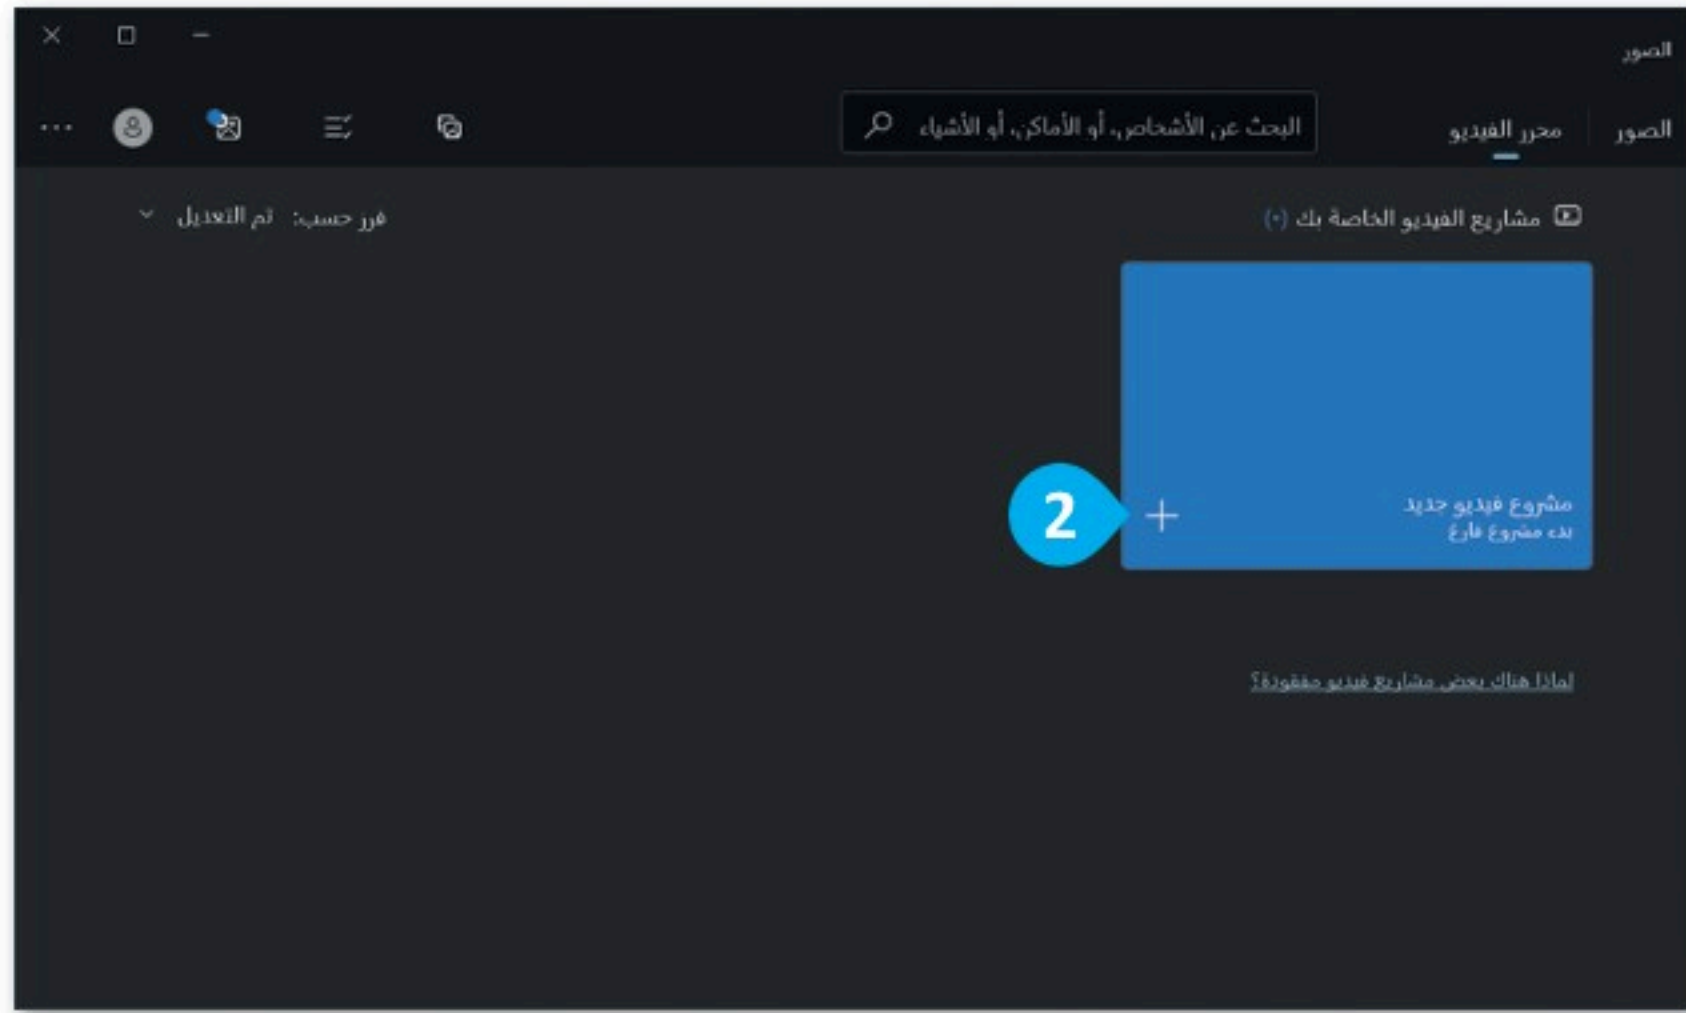 الصور
الصور
محرر الفيديو
البحث عن الأشخاص، أو الأماكن، أو الأشياء
مشاريع الفيديو الخاصة بك (٠)
فرز حسب: تم التعديل
2
مشروع فيديو جديد
بدء مشروع فارغ
لماذا هناك بعض مشاريع فيديو مفقودة؟